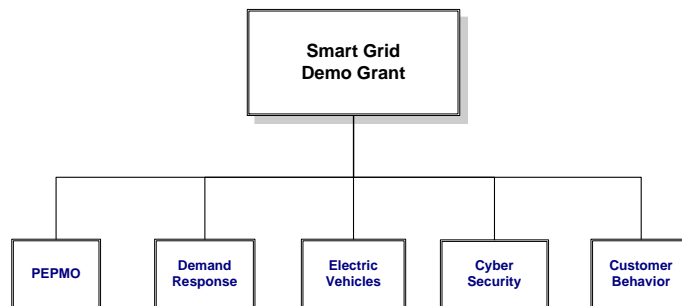 Smart Grid
Demo Grant
PEPMO
Demand
Response
Electric
Vehicles
Cyber
Security
Customer
Behavior